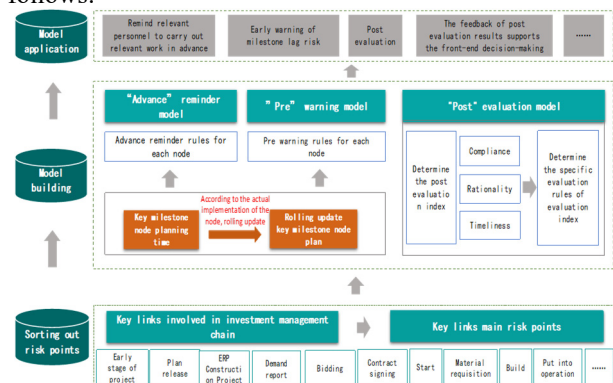 follows:
Model
application
Remind relevant
personnel to carry out
relevant work in advance
Early warning of
milestone lag risk
Post
evaluation
The feedback of post
evaluation results supports
the front-end decision-making
……
Model
building
“Advance” reminder
model
Advance reminder rules for
each node
” Pre” warning model
Pre warning rules for each
node
According to the actual
implementation of the
node, rolling update
Key milestone
node planning
time
Rolling update
key milestone node
plan
“Post” evaluation model
Determine
the post
evaluatio
n index
Compliance
Rationality
Timeliness
Determine
the specific
evaluation
rules of
evaluation
index
Sorting out
risk points
Key links involved in investment management
chain
Key links main risk points
Early
stage of
project
Plan
release
ERP
Constructi
on Project
Demand
report
Bidding
Contract
signing
Start
Material
requisition
Build
Put into
operation
……